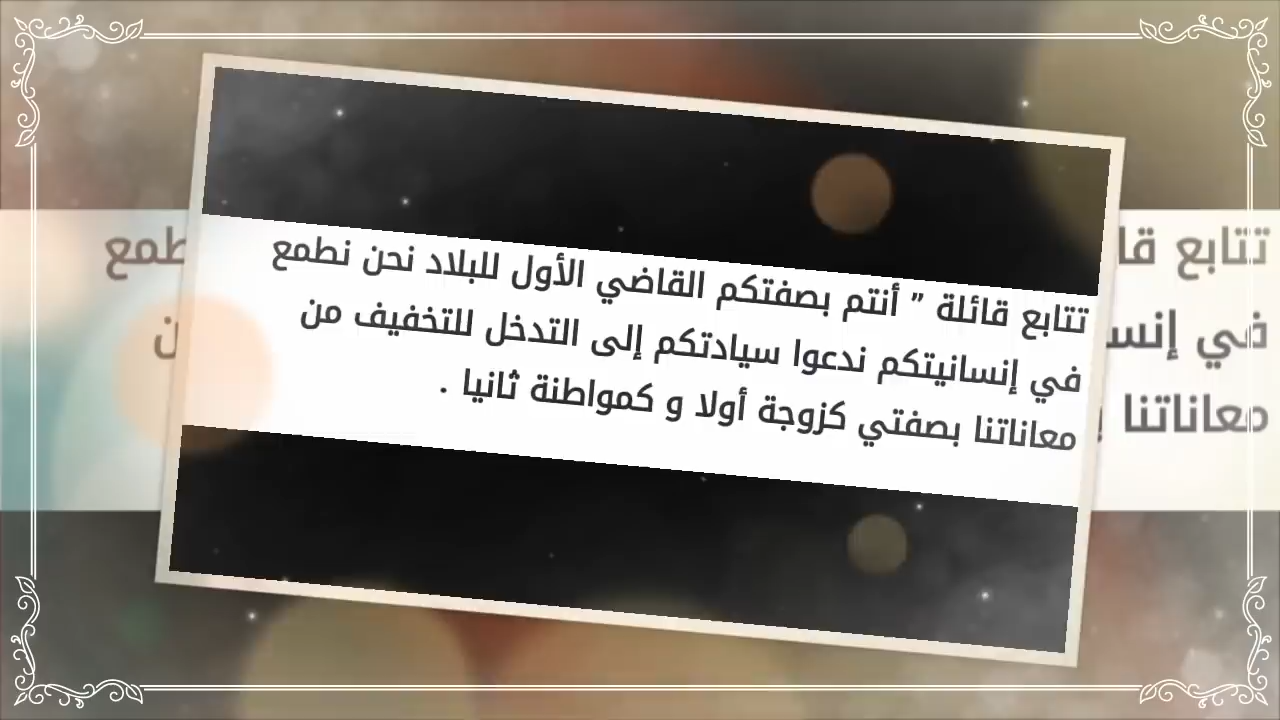 تتابع قائلة ” أنتم بصفتكم القاضي الأول للبلاد نحن نطمع
في إنسانيتكم ندعوا سيادتكم إلى التدخل للتخفيف من
معاناتنا بصفتي كزوجة أولا و كمواطنة ثانيا .